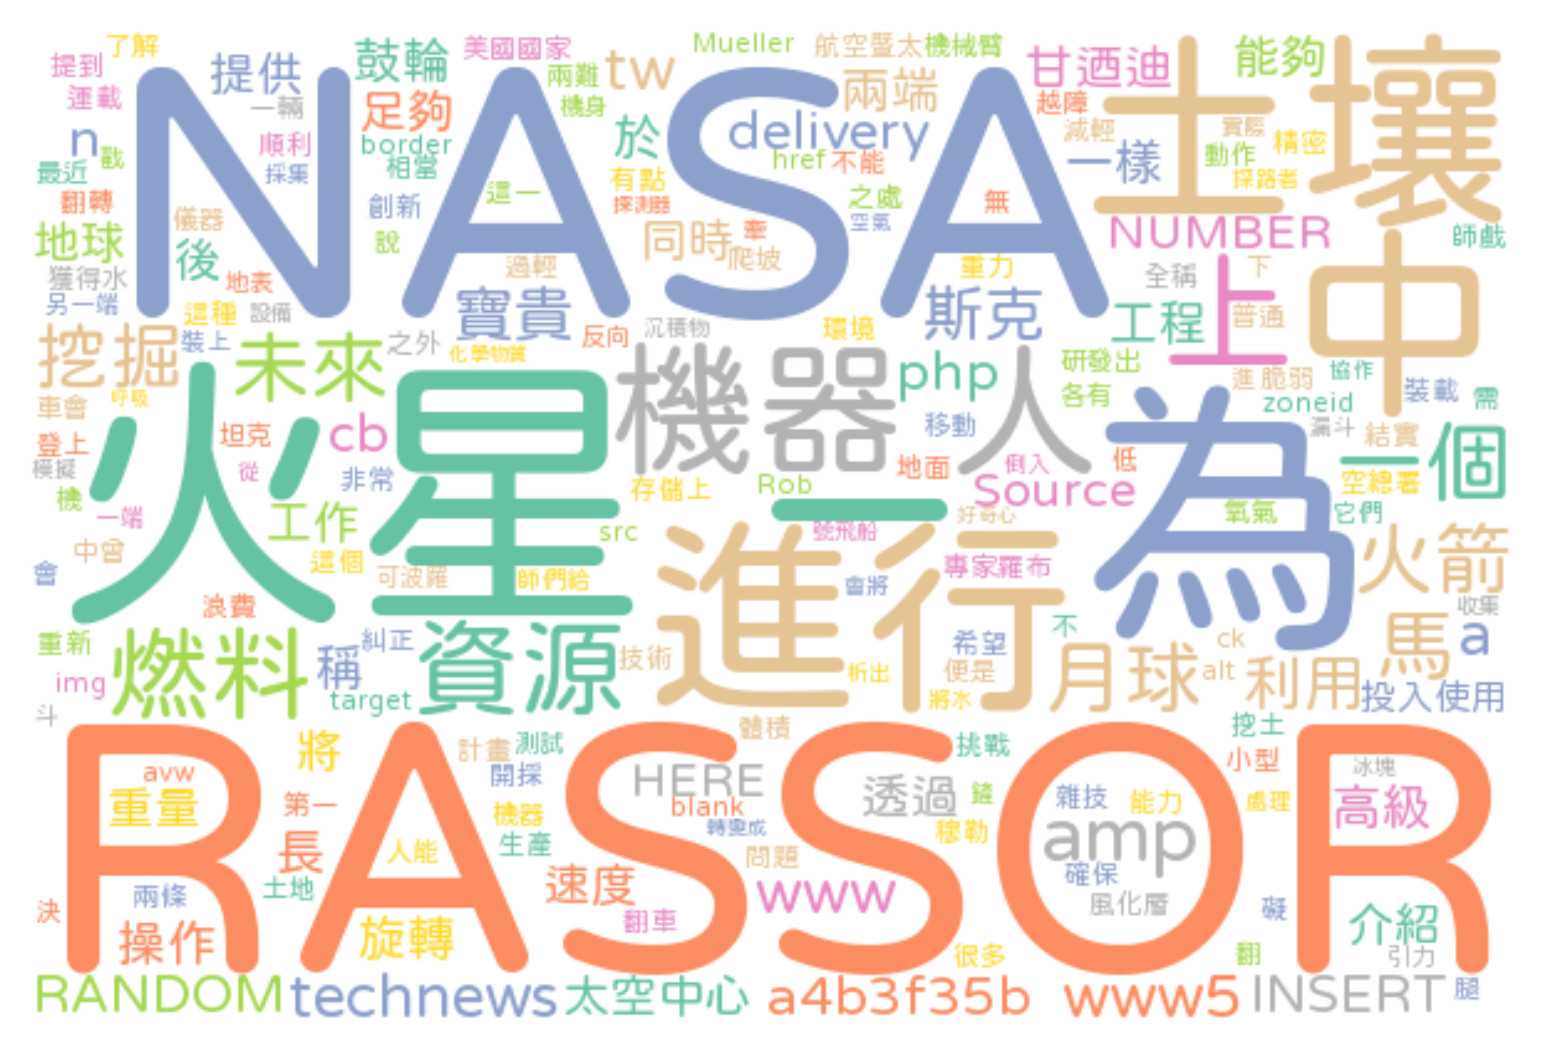 了解
提到
運載
提供
一輛
鼓輪
足夠
美國國家
兩難
機身
tw
Mueller
航空暨太
機械臂
兩端
甘迺迪
越障
減輕
能夠
土壤
NASA
n
戳
最近
翻轉
順利
採集
border
相當
於
delivery
href
不能
一樣
實際
動作
精密
探路者
地球
儀器
後
創新
說
這一
有點
探測器
同時
牽
爬坡
之處
空氣
無
NUMBER
師戲
獲得水
另一端
地表
這種
設備
過輕
寶貴
反向
沉積物
環境
重力
斯克
全稱
下
工程
上
普通
中
挖掘
裝上
未來
之外
化學物質
機器人
php
研發出
各有
進
脆弱
協作
zoneid
裝載
需
車會
呼吸
登上
模擬
坦克
從
cb
非常
火星
移動
地面
倒入
低
Source
為
漏斗
結實
空總署
一個
機
一端
工作
存儲上
Rob
一
src
號飛船
好奇心
氧氣
它們
中曾
會
這個
可波羅
師們給
進行
會將
專家羅布
火箭
收集
浪費
重新
img
斗
燃料
稱
糾正
target
資源
技術
析出
希望
便是
將水
不
月球
ck
alt
利用
馬
a
投入使用
RASSOR
avw
重量
將
第一
長
計畫
測試
開採
體積
HERE
blank
轉變成
透過
挑戰
鏟
挖土
小型
冰塊
雜技
能力
處理
高級
機器
人能
生產
穆勒
amp
問題
確保
兩條
土地
速度
www
風化層
決
操作
旋轉
翻車
很多
礙
翻
介紹
引力
RANDOM
technews
太空中心
a4b3f35b
www5
INSERT
腿